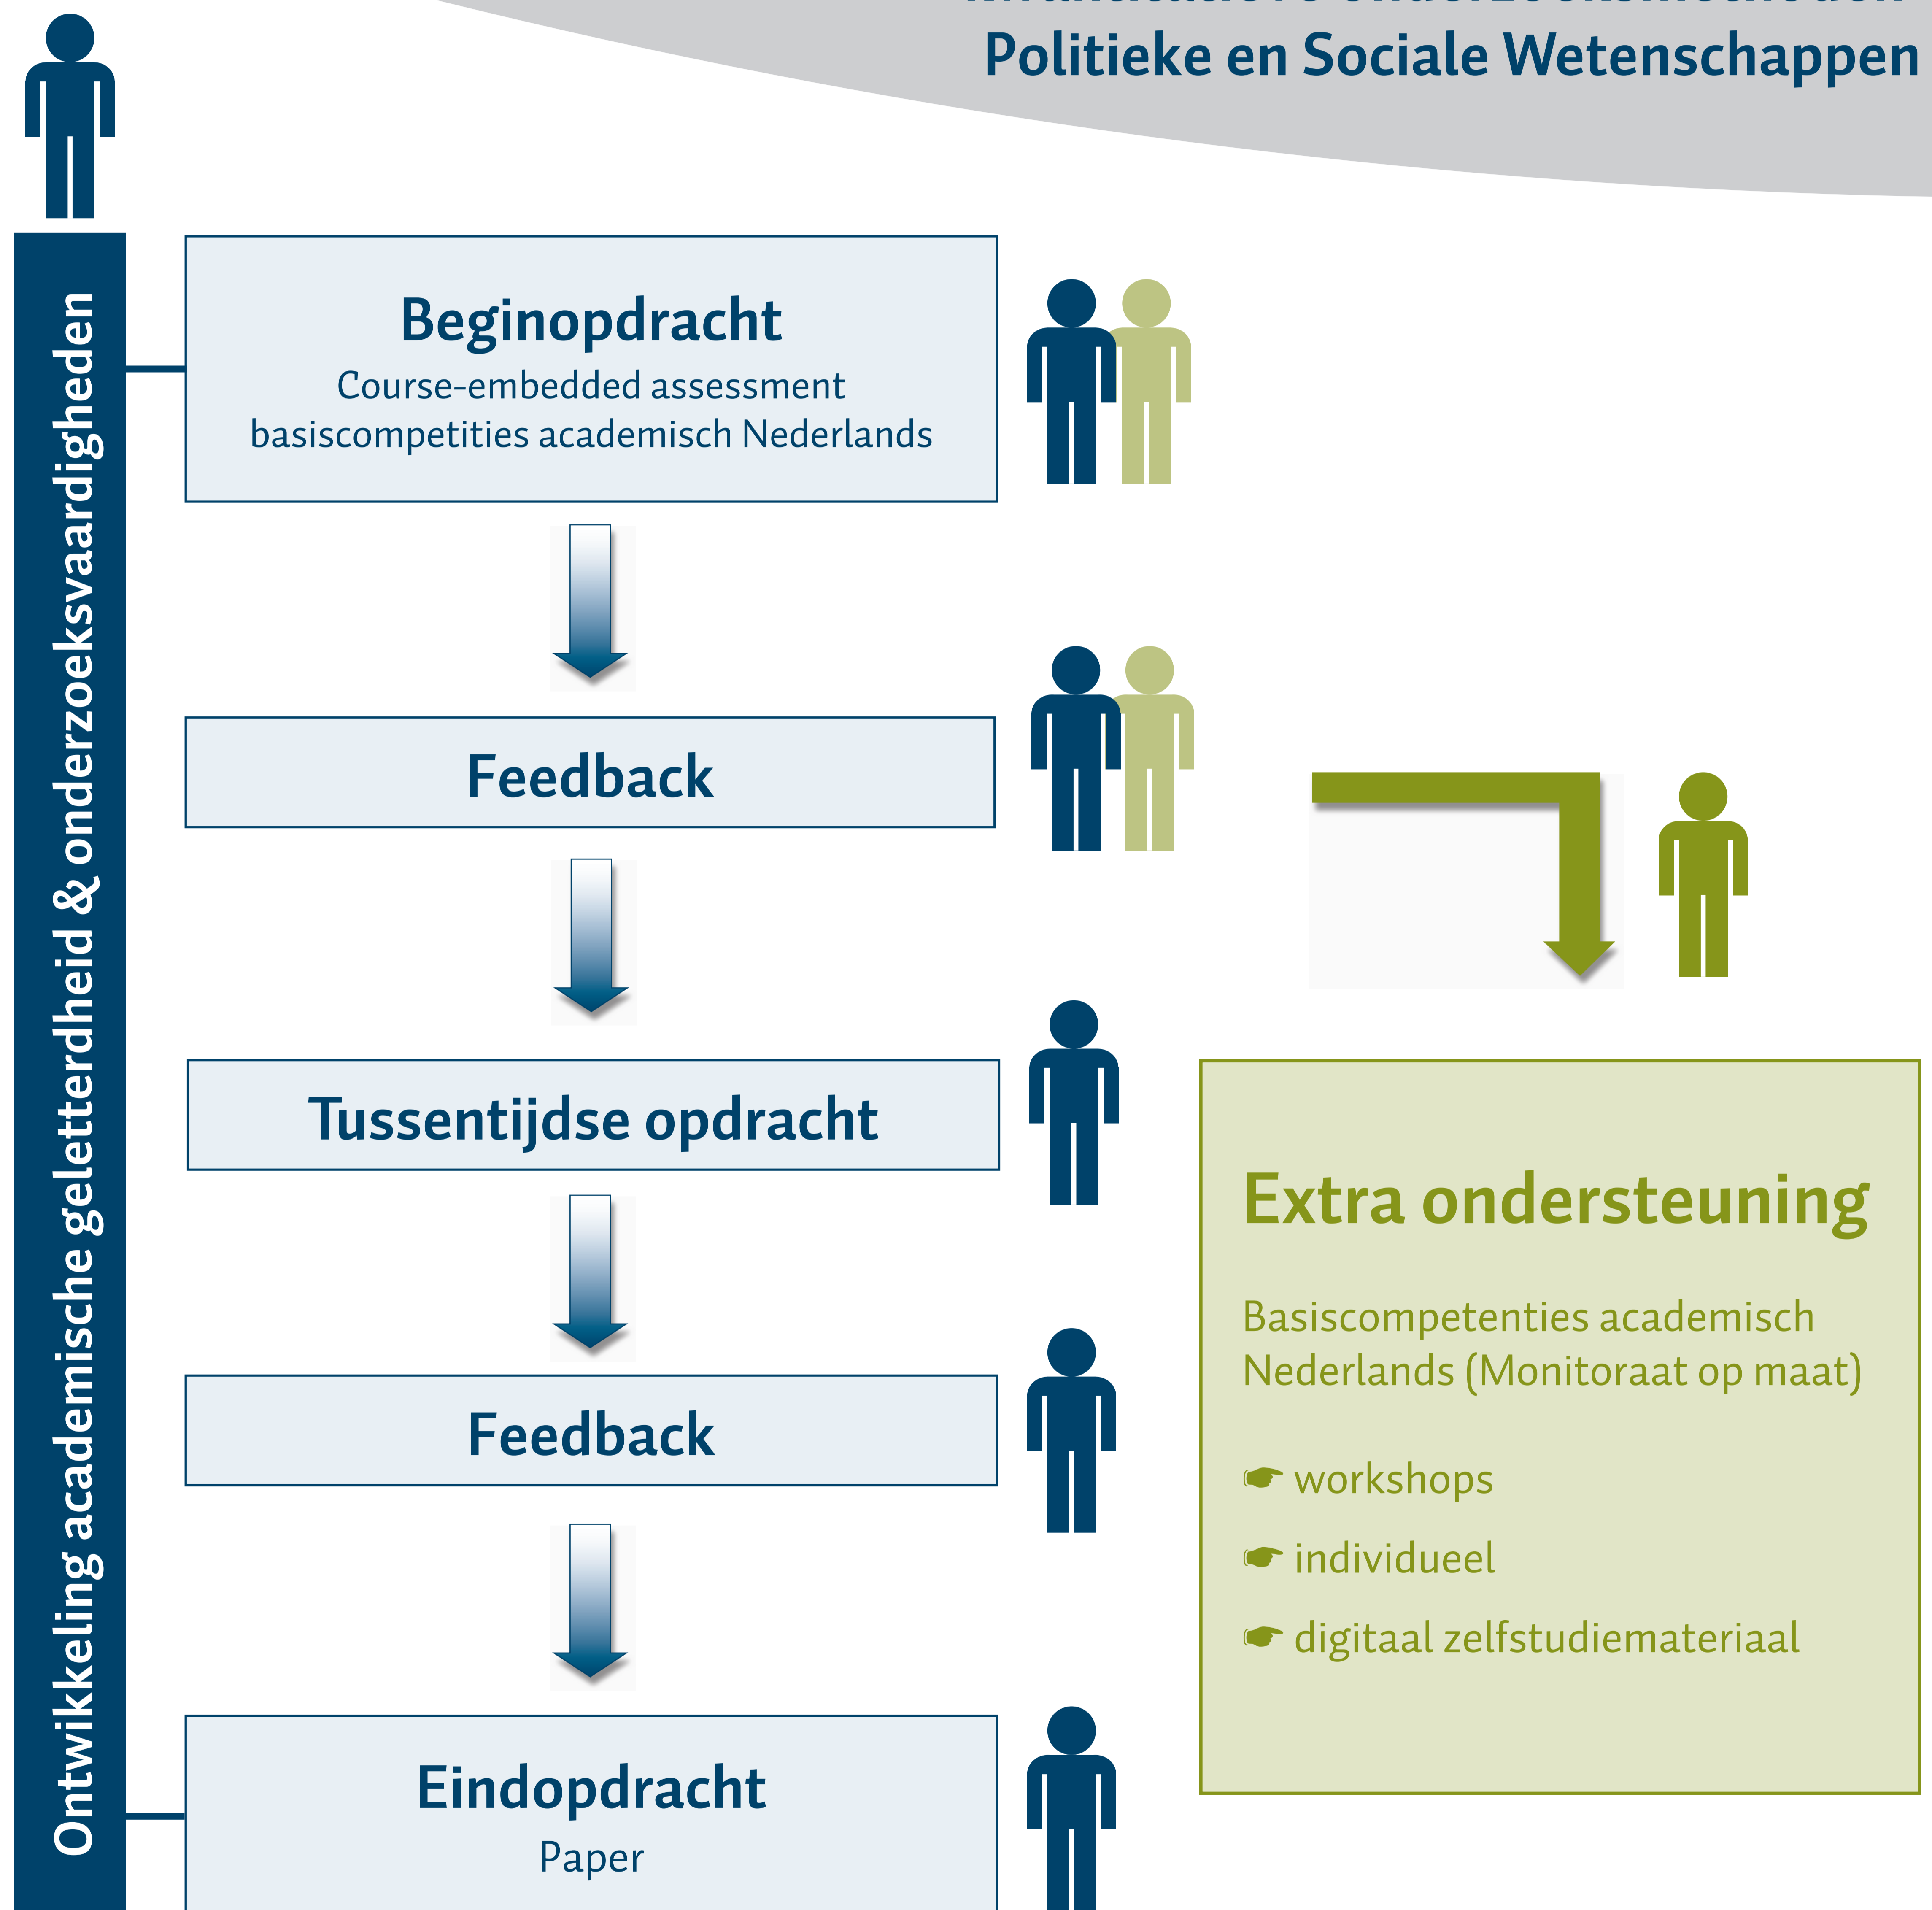 Politieke en Sociale Wetenschappen
Ontwikkeling academische geletterdheid & onderzoeksvaardigheden
Beginopdracht
Course-embedded assessment
basiscompetities academisch Nederlands
Feedback
Tussentijdse opdracht
Feedback
Eindopdracht
Paper
Extra ondersteuning
Basiscompetenties academisch
Nederlands (Monitoraat op maat)
☛ workshops
☛ individueel
☛ digitaal zelfstudiemateriaal